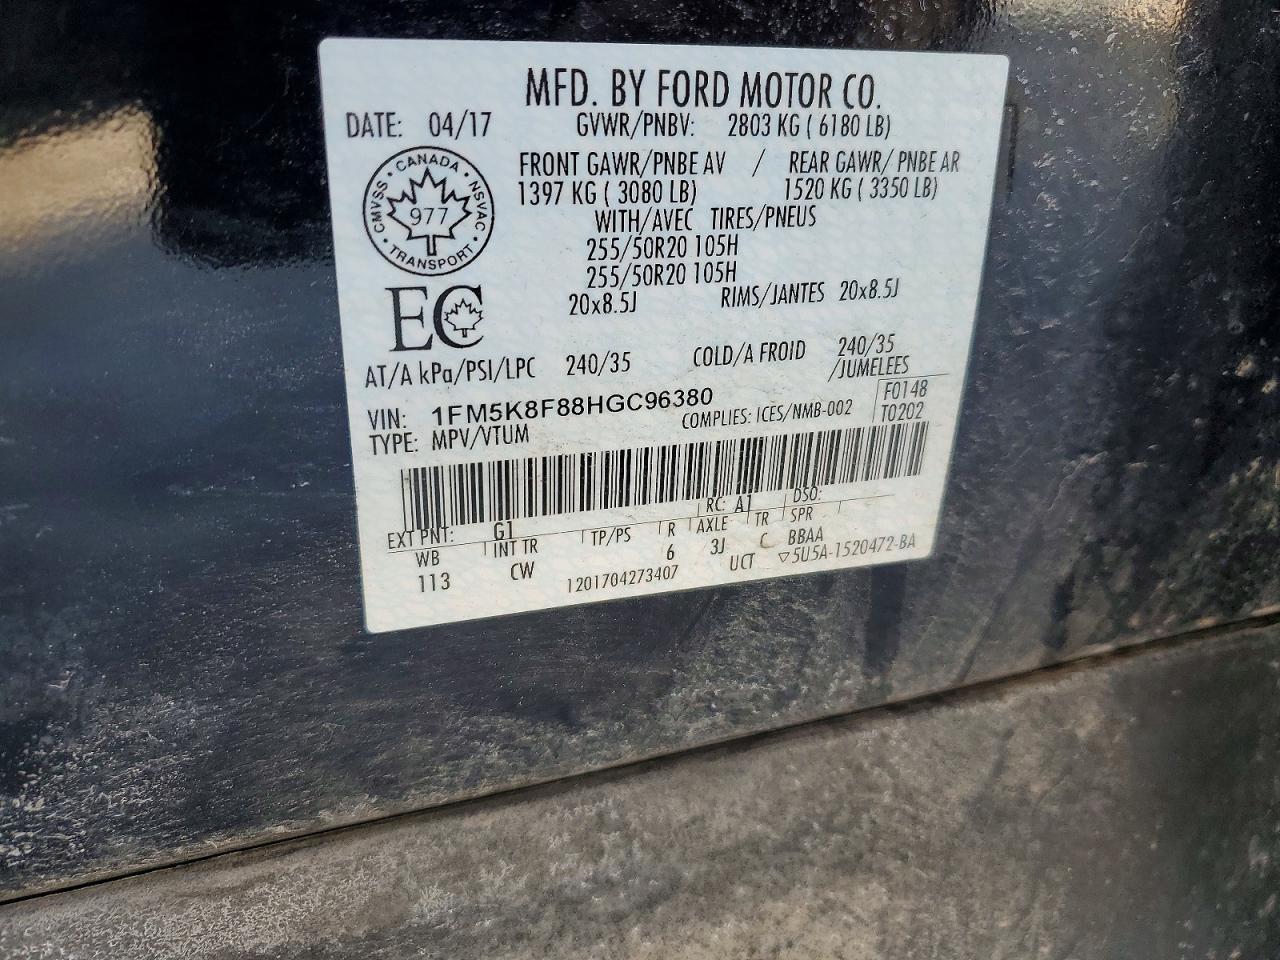 MFD. BY FORD MOTOR CO.
DATE: 04/17 GVWR/PNBV: 2803 KG ( 6180 LB)
FRONT GAWR/PNBE AV / REAR GAWR/ PNBE AR
1397 KG ( 3080 LB) 1520 KG ( 3350 LB)
WITH/AVEC TIRES/PNEUS
255/50R20 105H
255/50R20 105H
20x8.5J RIMS/JANTES 20x8.5J
CANADA · NSVAC · TRANSPORT · CMVSS ·
977
EC
AT/A kPa/PSI/LPC 240/35 COLD/A FROID 240/35
/JUMELEES
VIN: 1FM5K8F88HGC96380
F0148
TYPE: MPV/VTUM COMPLIES: ICES/NMB-002 T0202
RC: A1 DSO:
EXT PNT: G1
WB INT TR TP/PS R AXLE TR SPR
113 CW 6 3J C BBAA
1201704273407 UCT ▽5U5A-1520472-BA